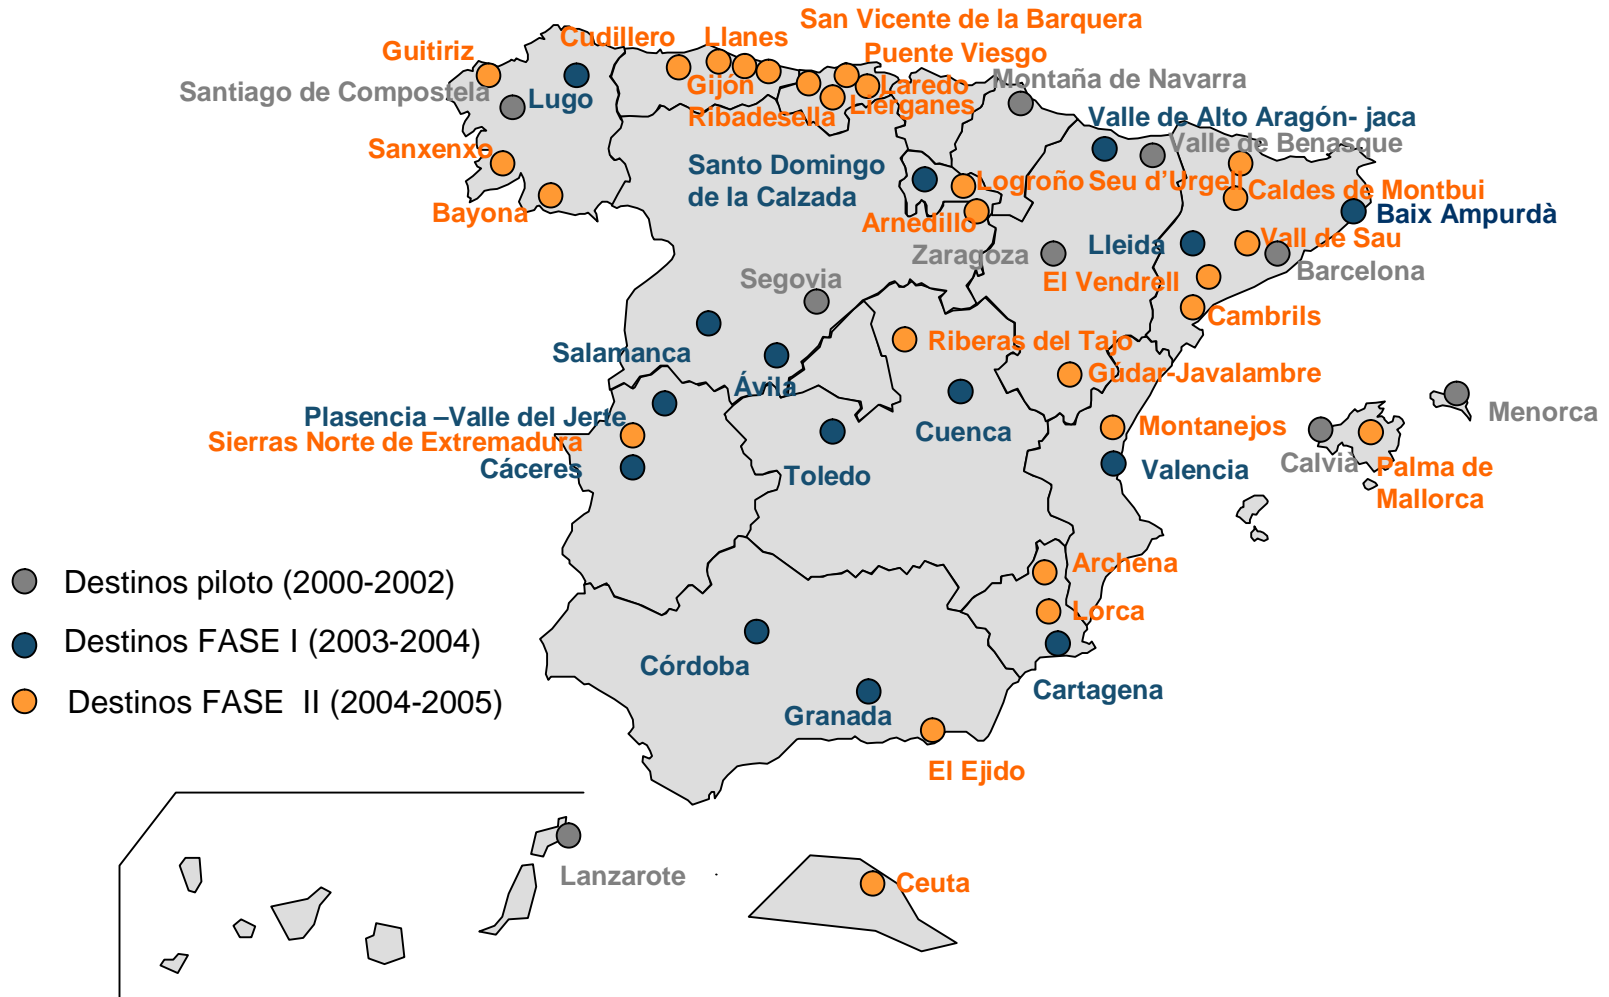 San Vicente de la Barquera
Cudillero
Llanes
Guitiriz
Puente Viesgo
Montaña de Navarra
Santiago de Compostela
Lugo
Gijón
Laredo
Liérganes
Ribadesella
Valle de Alto Aragón- jaca
Valle de Benasque
Sanxenxo
Santo Domingo
de la Calzada
Logroño
Seu d’Urgell
Caldes de Montbui
Bayona
Arnedillo
Baix Ampurdà
Zaragoza
Lleida
Vall de Sau
Barcelona
Segovia
El Vendrell
Cambrils
Salamanca
Riberas del Tajo
Ávila
Gúdar-Javalambre
Plasencia –Valle del Jerte
Sierras Norte de Extremadura
Cáceres
Toledo
Cuenca
Montanejos
Valencia
Menorca
Calvià
Palma de
Mallorca
Archena
Lorca
Cartagena
Destinos piloto (2000-2002)
Destinos FASE I (2003-2004)
Destinos FASE  II (2004-2005)
Córdoba
Granada
El Ejido
Lanzarote
Ceuta